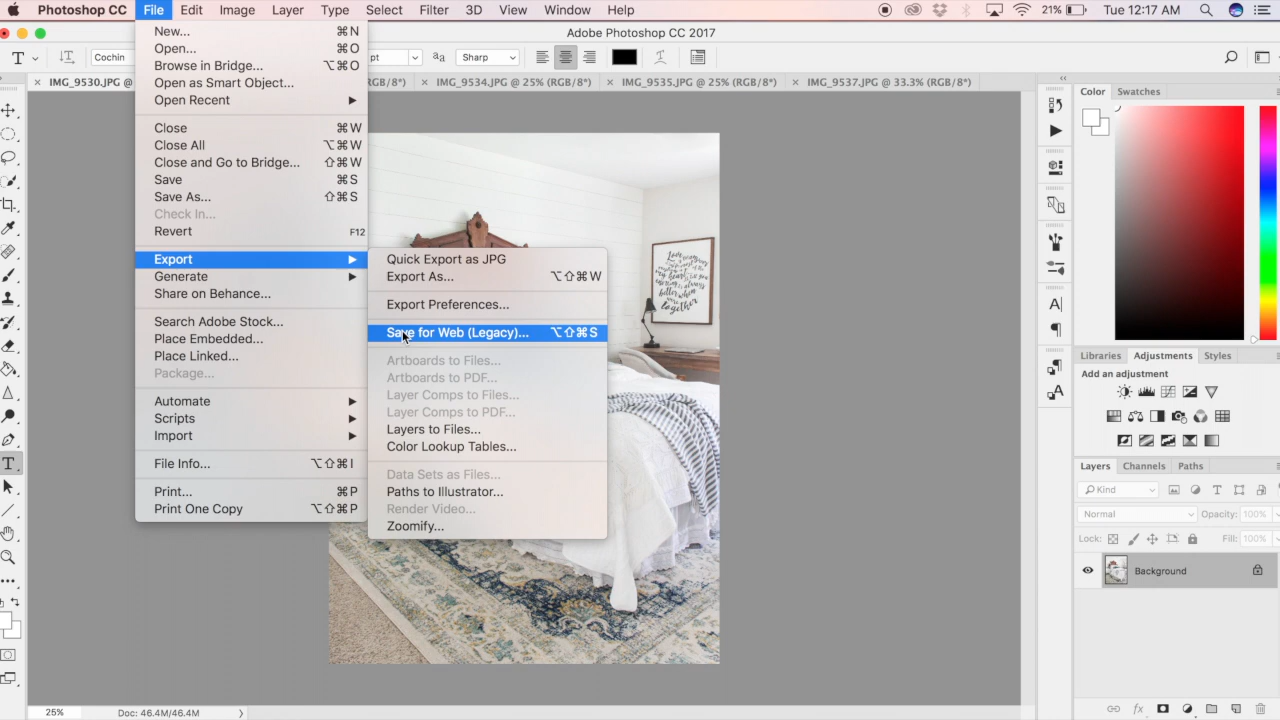 Photoshop CC File Edit Image Layer Type Select Filter 3D View Window Help 21% Tue 12:17 AM
Adobe Photoshop CC 2017
T Cochin pt aa Sharp
IMG_9530.JPG @ RGB/8*) IMG_9534.JPG @ 25% (RGB/8*) IMG_9535.JPG @ 25% (RGB/8*) IMG_9537.JPG @ 33.3% (RGB/8*)
New... ⌘N
Open... ⌘O
Browse in Bridge... ⌥⌘O
Open as Smart Object...
Open Recent
Close ⌘W
Close All ⌥⌘W
Close and Go to Bridge... ⇧⌘W
Save ⌘S
Save As... ⇧⌘S
Check In...
Revert F12
Export
Generate
Share on Behance...
Search Adobe Stock...
Place Embedded...
Place Linked...
Package...
Automate
Scripts
Import
File Info... ⌥⇧⌘I
Print... ⌘P
Print One Copy ⌥⇧⌘P
Quick Export as JPG
Export As... ⌥⇧⌘W
Export Preferences...
Save for Web (Legacy)... ⌥⇧⌘S
Artboards to Files...
Artboards to PDF...
Layer Comps to Files...
Layer Comps to PDF...
Layers to Files...
Color Lookup Tables...
Data Sets as Files...
Paths to Illustrator...
Render Video...
Zoomify...
together
Color Swatches
Libraries Adjustments Styles
Add an adjustment
Layers Channels Paths
Kind
Normal Opacity: 100%
Lock: Fill: 100%
Background
fx
25% Doc: 46.4M/46.4M